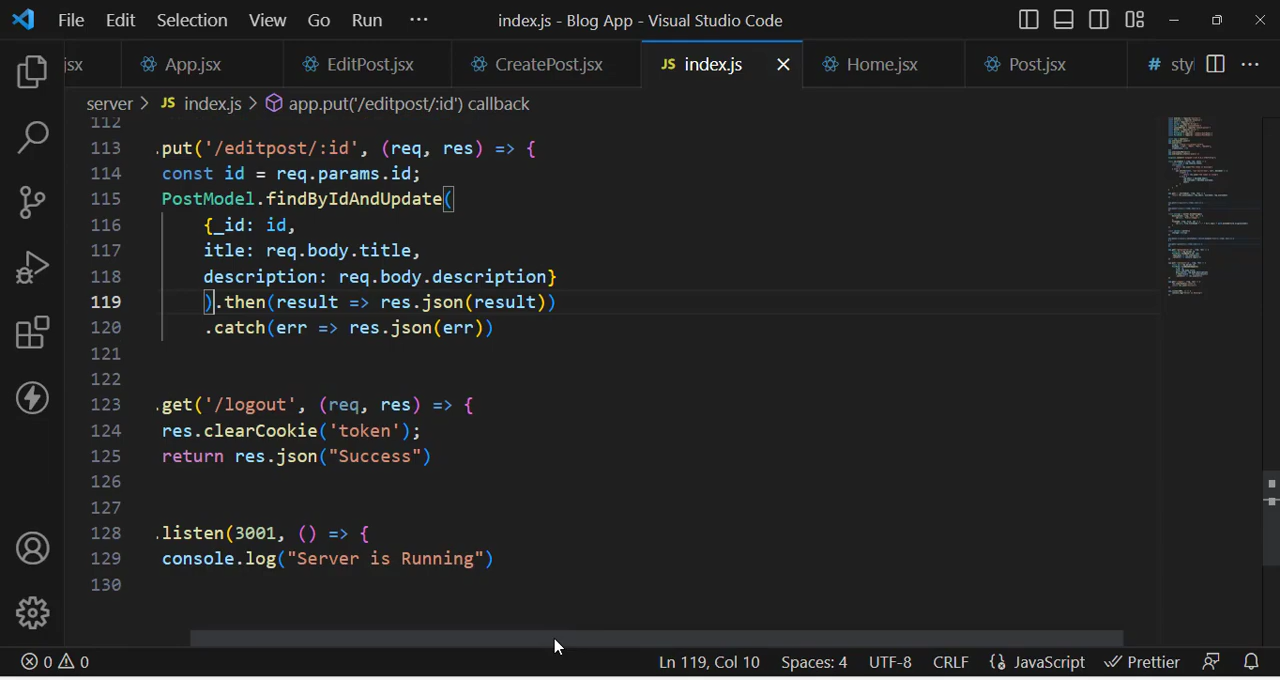 File Edit Selection View Go Run ··· index.js - Blog App - Visual Studio Code
jsx App.jsx EditPost.jsx CreatePost.jsx JS index.js Home.jsx Post.jsx # sty ···
server > JS index.js > app.put('/editpost/:id') callback
112
113 .put('/editpost/:id', (req, res) => {
114 const id = req.params.id;
115 PostModel.findByIdAndUpdate(
116 {_id: id,
117 itle: req.body.title,
118 description: req.body.description}
119 ).then(result => res.json(result))
120 .catch(err => res.json(err))
121
122
123 .get('/logout', (req, res) => {
124 res.clearCookie('token');
125 return res.json("Success")
126
127
128 .listen(3001, () => {
129 console.log("Server is Running")
130
0 0 Ln 119, Col 10 Spaces: 4 UTF-8 CRLF {} JavaScript Prettier